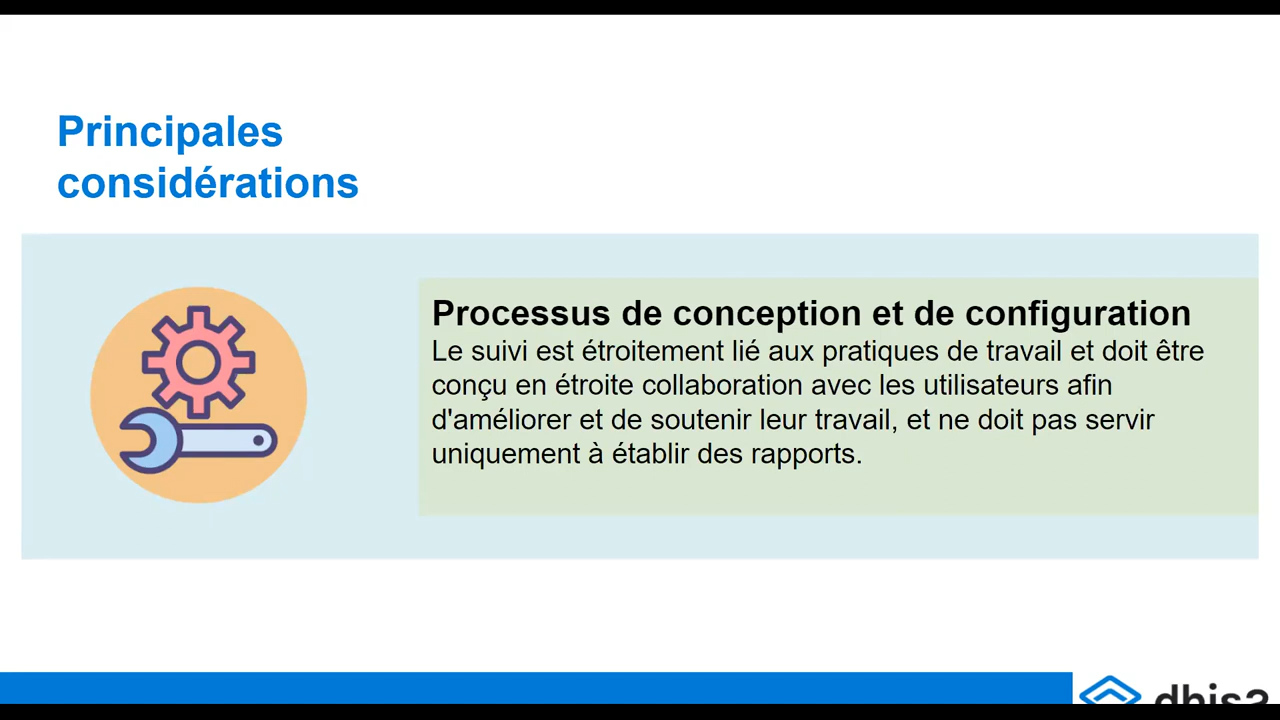 Principales
considérations
Processus de conception et de configuration
Le suivi est étroitement lié aux pratiques de travail et doit être
conçu en étroite collaboration avec les utilisateurs afin
d'améliorer et de soutenir leur travail, et ne doit pas servir
uniquement à établir des rapports.
dhis2